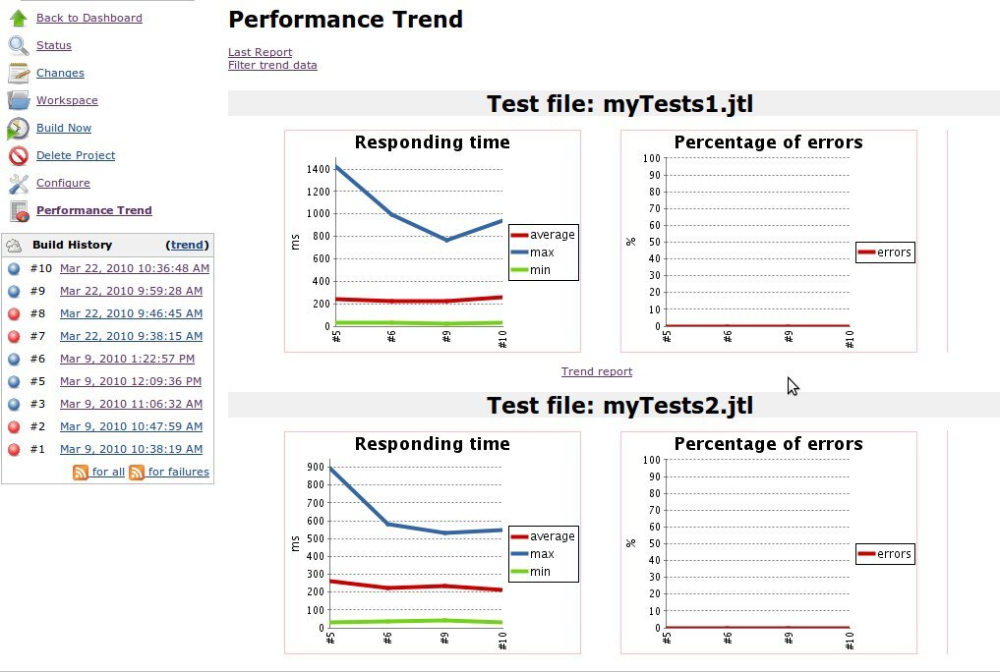 Back to Dashboard
Status
Changes
Workspace
Build Now
Delete Project
Configure
Performance Trend
Build History (trend)
#10 Mar 22, 2010 10:36:48 AM
#9 Mar 22, 2010 9:59:28 AM
#8 Mar 22, 2010 9:46:45 AM
#7 Mar 22, 2010 9:38:15 AM
#6 Mar 9, 2010 1:22:57 PM
#5 Mar 9, 2010 12:09:36 PM
#3 Mar 9, 2010 11:06:32 AM
#2 Mar 9, 2010 10:47:59 AM
#1 Mar 9, 2010 10:38:19 AM
for all for failures
Performance Trend
Last Report
Filter trend data
Test file: myTests1.jtl
Responding time
1400
1200
1000
800
600
400
200
0
ms
#5 #6 #9 #10
average
max
min
Percentage of errors
100
90
80
70
60
50
40
30
20
10
0
%
#5 #6 #9 #10
errors
Trend report
Test file: myTests2.jtl
Responding time
900
800
700
600
500
400
300
200
100
0
ms
#5 #6 #9 #10
average
max
min
Percentage of errors
100
90
80
70
60
50
40
30
20
10
0
%
#5 #6 #9 #10
errors